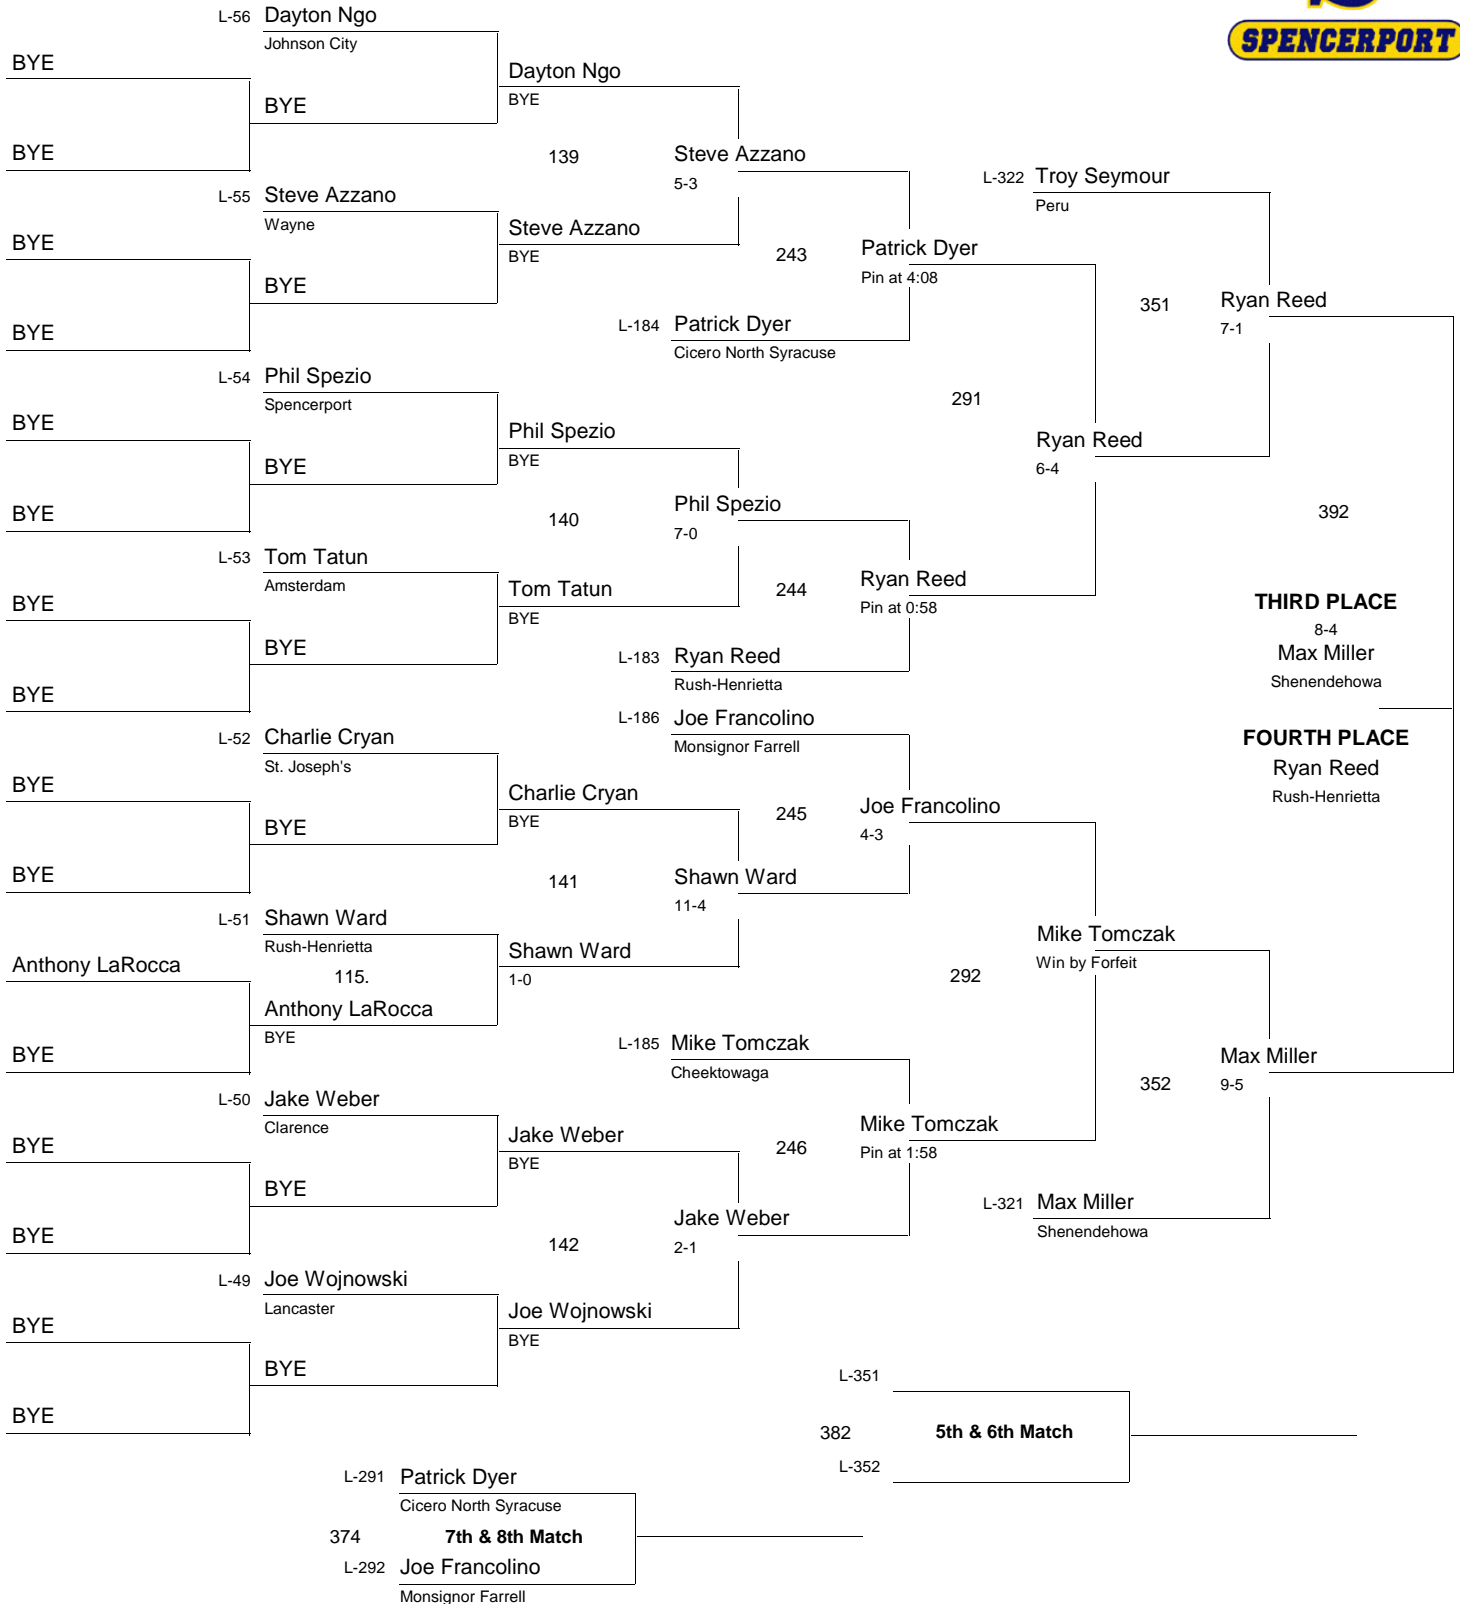 SPENCERPORT
L-56 Dayton Ngo
Johnson City
BYE
Dayton Ngo
BYE
BYE
139
BYE
Steve Azzano
5-3
L-322 Troy Seymour
Peru
L-55 Steve Azzano
Wayne
Steve Azzano
BYE
BYE
243
Patrick Dyer
Pin at 4:08
BYE
351
Ryan Reed
7-1
BYE
L-184 Patrick Dyer
Cicero North Syracuse
L-54 Phil Spezio
Spencerport
291
BYE
Phil Spezio
BYE
Ryan Reed
6-4
BYE
Phil Spezio
7-0
BYE
140
392
L-53 Tom Tatun
Amsterdam
Tom Tatun
BYE
244
Ryan Reed
Pin at 0:58
BYE
THIRD PLACE
8-4
Max Miller
Shenendehowa
BYE
L-183 Ryan Reed
Rush-Henrietta
BYE
L-186 Joe Francolino
Monsignor Farrell
L-52 Charlie Cryan
St. Joseph's
FOURTH PLACE
Ryan Reed
Rush-Henrietta
BYE
Charlie Cryan
BYE
245
Joe Francolino
4-3
BYE
BYE
141
Shawn Ward
11-4
L-51 Shawn Ward
Rush-Henrietta
Anthony LaRocca
115.
Shawn Ward
1-0
292
Mike Tomczak
Win by Forfeit
Anthony LaRocca
BYE
BYE
L-185 Mike Tomczak
Cheektowaga
352
Max Miller
9-5
L-50 Jake Weber
Clarence
BYE
Jake Weber
BYE
246
Mike Tomczak
Pin at 1:58
BYE
L-321 Max Miller
Shenendehowa
BYE
142
Jake Weber
2-1
L-49 Joe Wojnowski
Lancaster
BYE
Joe Wojnowski
BYE
BYE
L-351
BYE
382
5th & 6th Match
L-352
L-291 Patrick Dyer
Cicero North Syracuse
374
7th & 8th Match
L-292 Joe Francolino
Monsignor Farrell